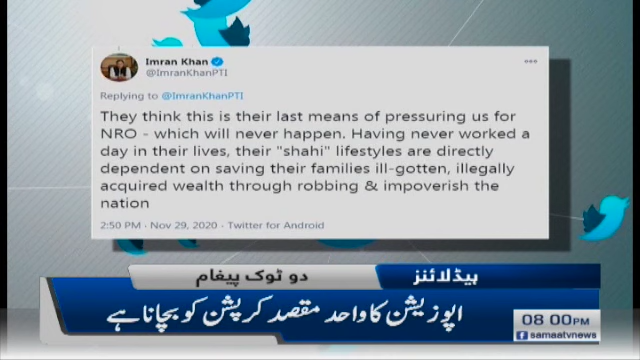 Imran Khan
@ImranKhanPTI
Replying to @ImranKhanPTI
They think this is their last means of pressuring us for
NRO - which will never happen. Having never worked a
day in their lives, their "shahi" lifestyles are directly
dependent on saving their families ill-gotten, illegally
acquired wealth through robbing & impoverish the
nation
2:50 PM · Nov 29, 2020 · Twitter for Android
ہیڈلائنز
دو ٹوک پیغام
اپوزیشن کا واحد مقصد کرپشن کو بچانا ہے
08:00PM
f samaatvnews